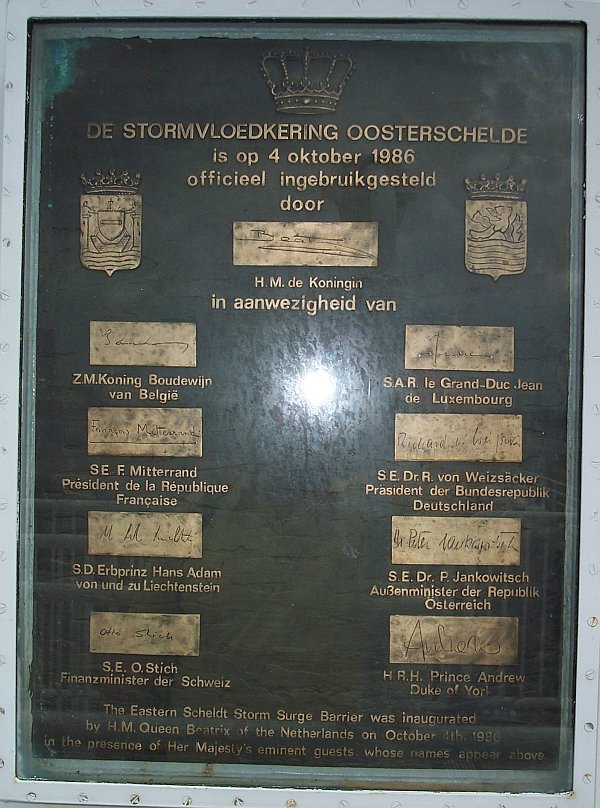 DE STORMVLOEDKERING OOSTERSCHELDE
is op 4 oktober 1986
officieel ingebruikgesteld
door
H.M. de Koningin
in aanwezigheid van
Z.M. Koning Boudewijn
van België
S.A.R. le Grand-Duc Jean
de Luxembourg
François Mitterrand
S.E. F. Mitterrand
Président de la République
Française
S.E. Dr. R. von Weizsäcker
Präsident der Bundesrepublik
Deutschland
S.D. Erbprinz Hans Adam
von und zu Liechtenstein
S.E. Dr. P. Jankowitsch
Außenminister der Republik
Österreich
Otto Stich
S.E. O. Stich
Finanzminister der Schweiz
Andrew
H.R.H. Prince Andrew
Duke of York
The Eastern Scheldt Storm Surge Barrier was inaugurated
by H.M. Queen Beatrix of the Netherlands on October 4th, 1986
in the presence of Her Majesty's eminent guests, whose names appear above.